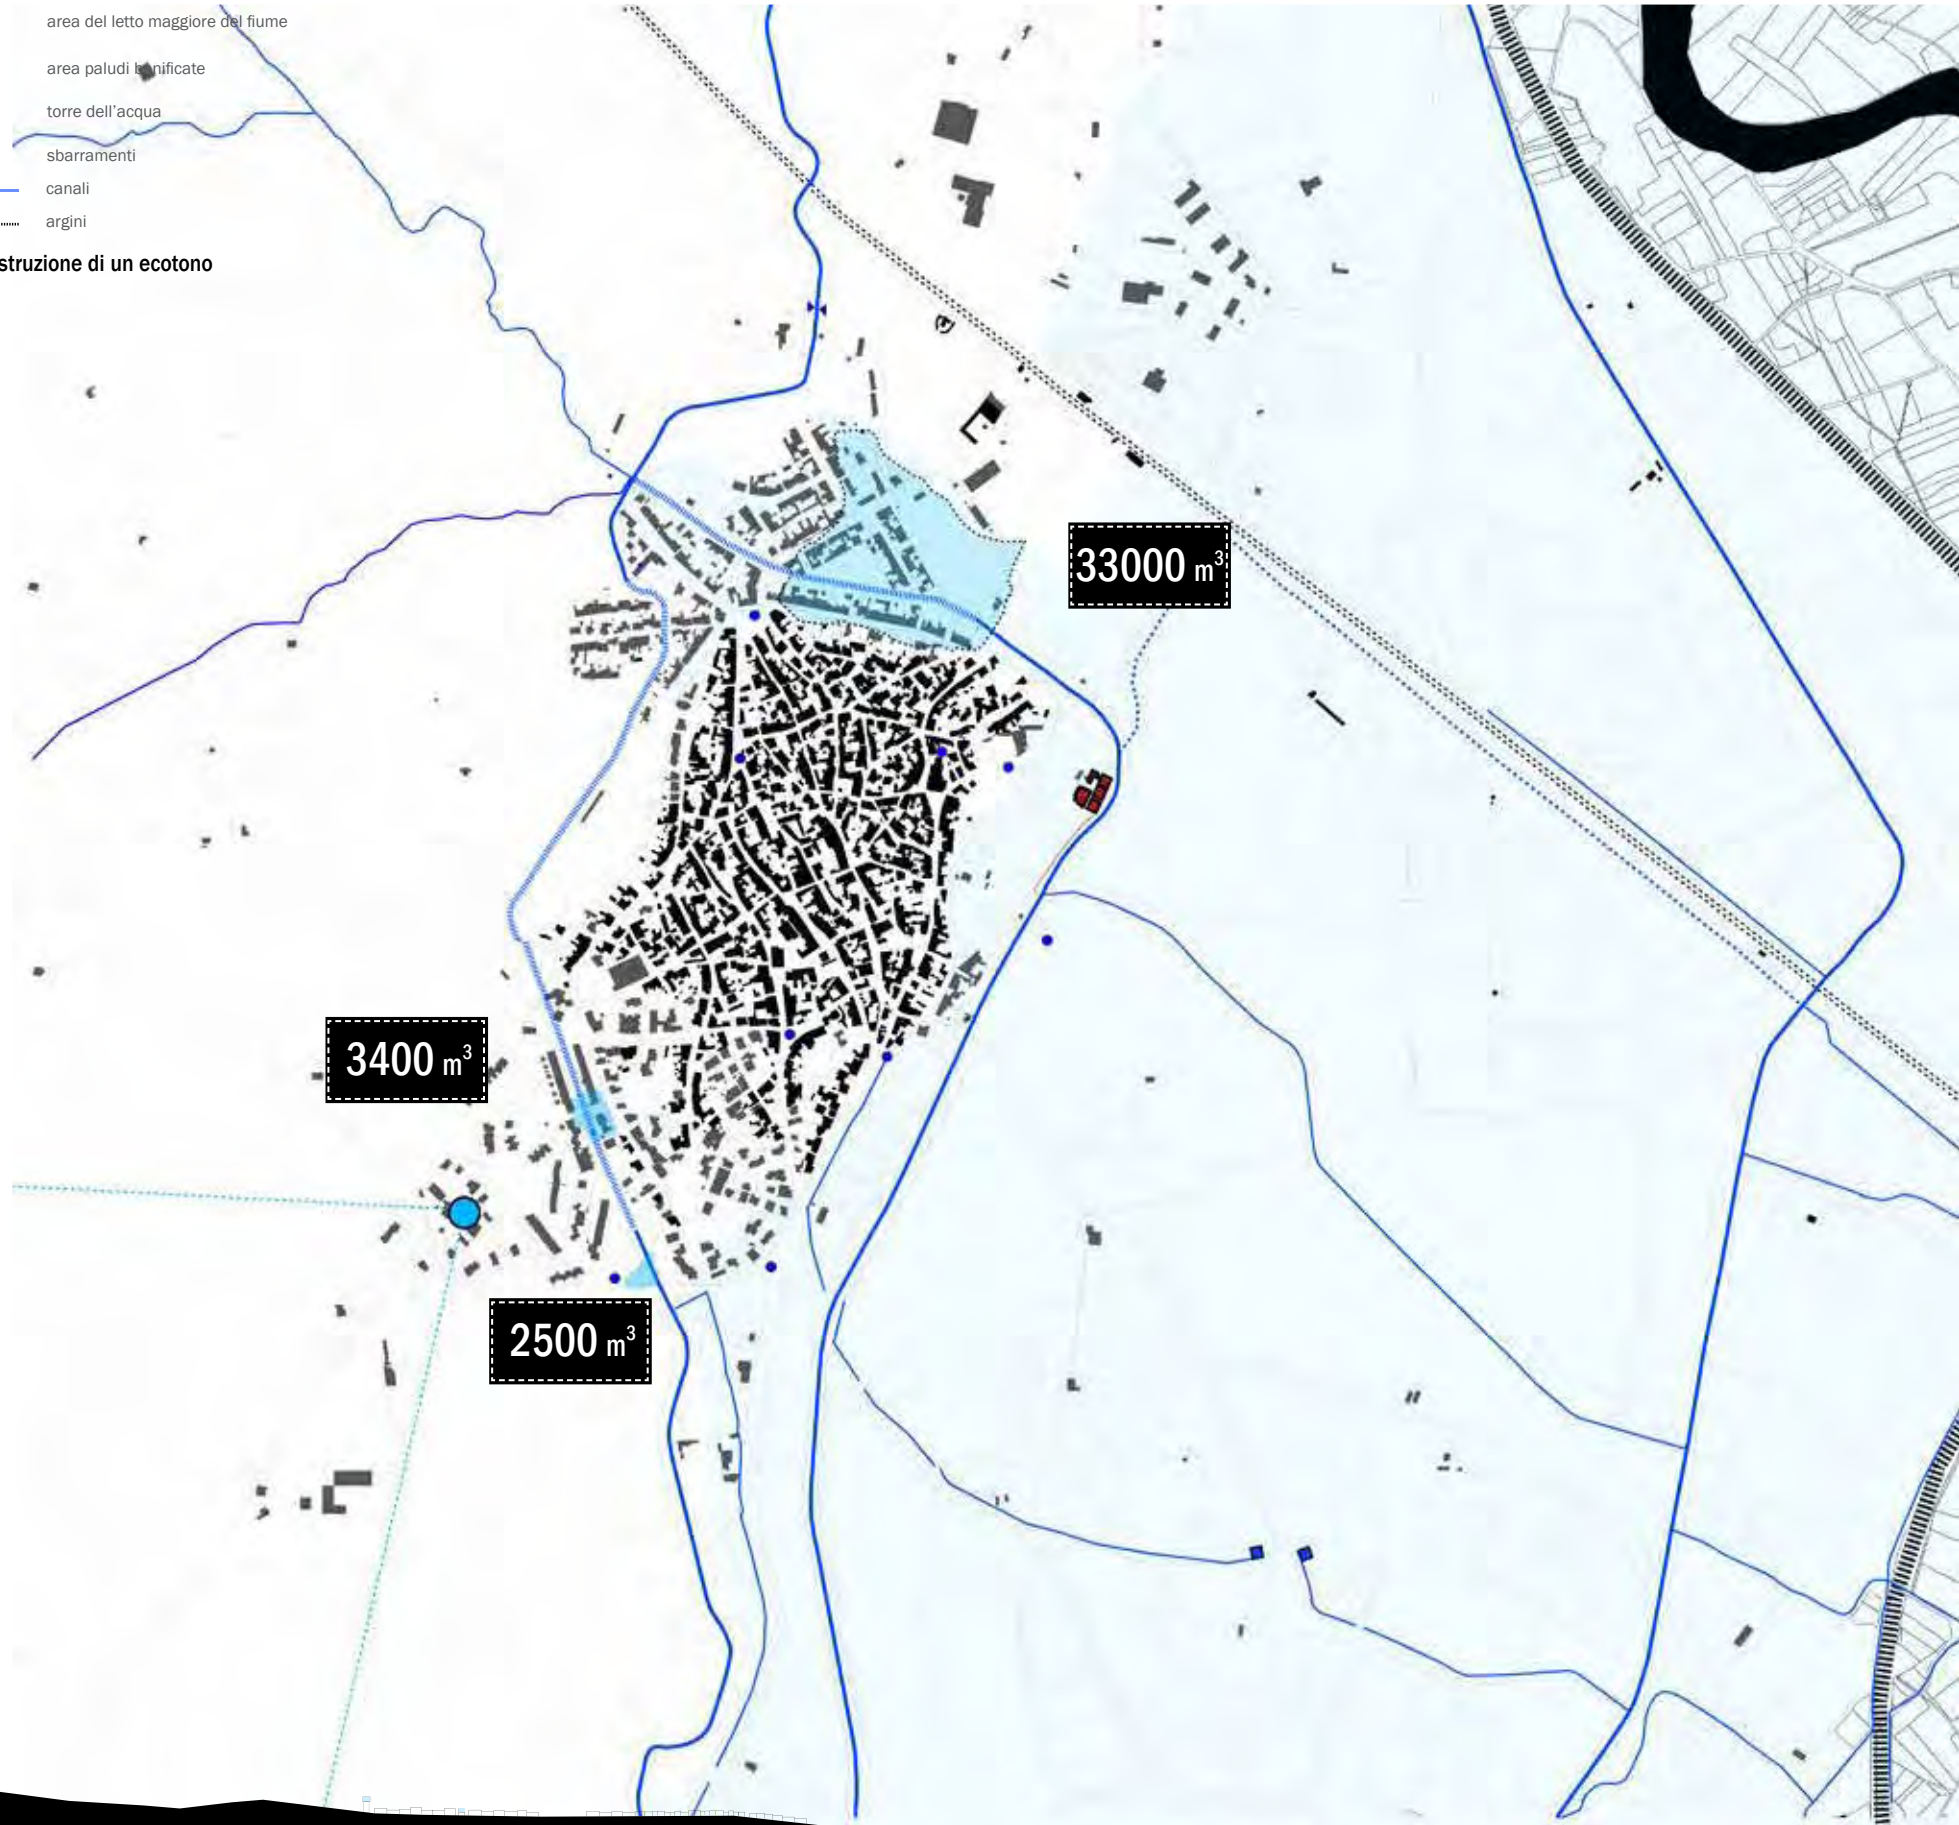 area del letto maggiore del fiume
area paludi bonificate
torre dell'acqua
sbarramenti
canali
argini
struzione di un ecotono
33000 m³
3400 m³
2500 m³